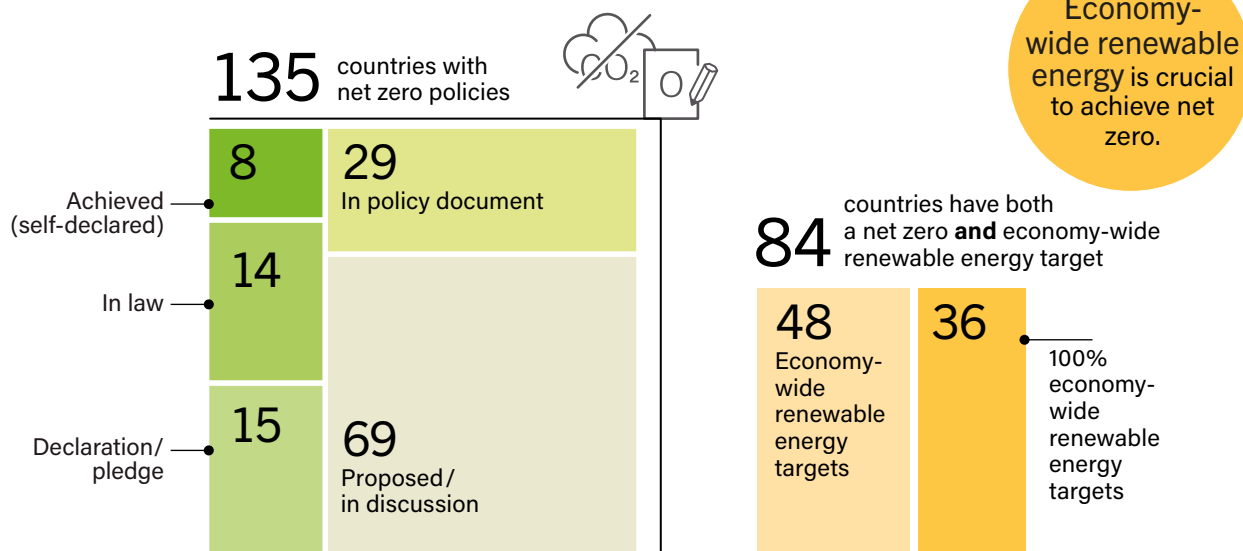 135 countries with
net zero policies
CO₂
0
8
Achieved
(self-declared)
29
In policy document
14
In law
15
Declaration/
pledge
69
Proposed/
in discussion
Economy-
wide renewable
energy is crucial
to achieve net
zero.
84 countries have both
a net zero and economy-wide
renewable energy target
48
Economy-
wide
renewable
energy
targets
36
100%
economy-
wide
renewable
energy
targets